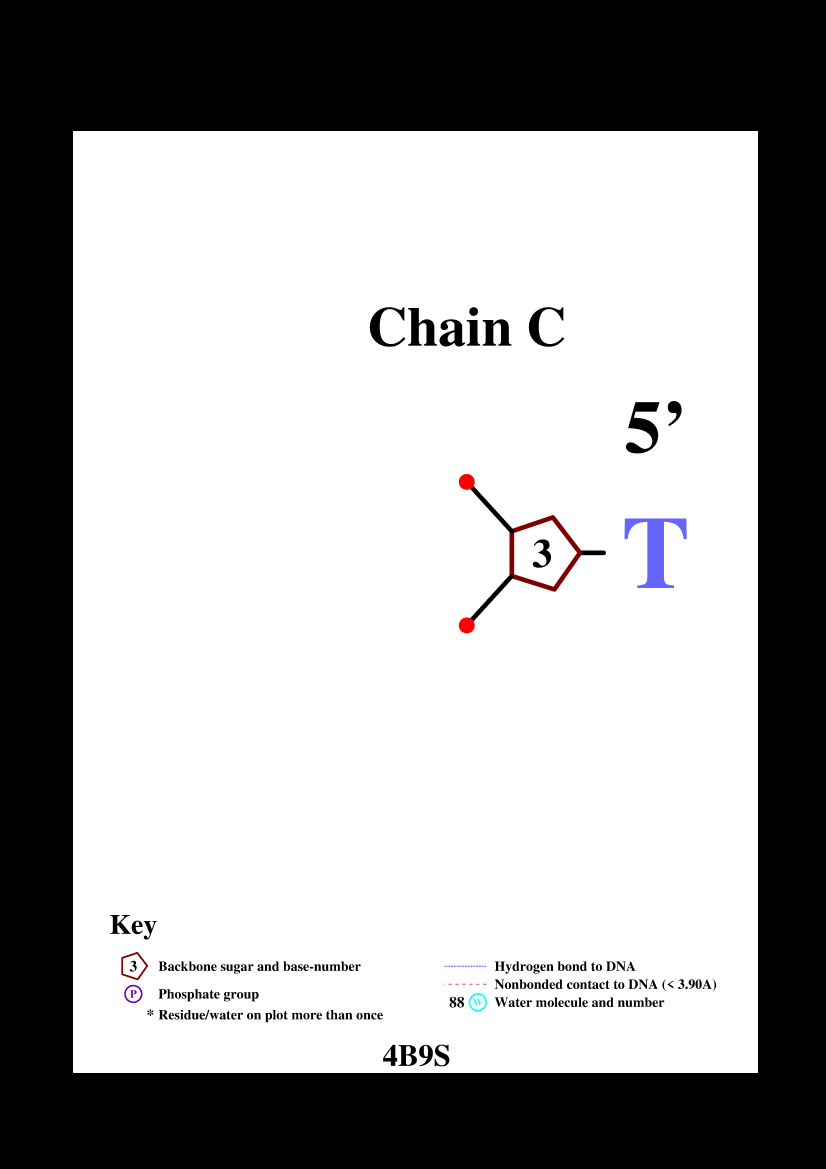 Chain C
5’
3
T
Key
3 Backbone sugar and base-number
P Phosphate group
* Residue/water on plot more than once
Hydrogen bond to DNA
Nonbonded contact to DNA (< 3.90A)
88 W Water molecule and number
4B9S